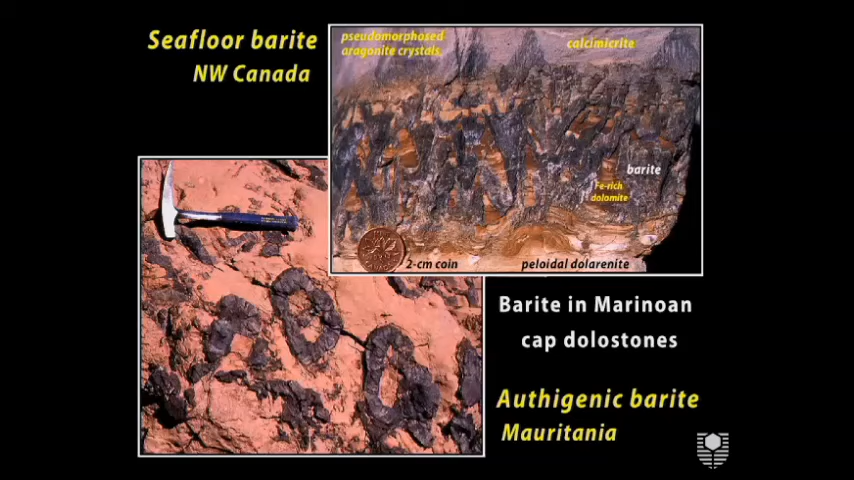 Seafloor barite
NW Canada
pseudomorphosed
aragonite crystals
calcimicrite
barite
Fe-rich
dolomite
2-cm coin
peloidal dolarenite
Barite in Marinoan
cap dolostones
Authigenic barite
Mauritania